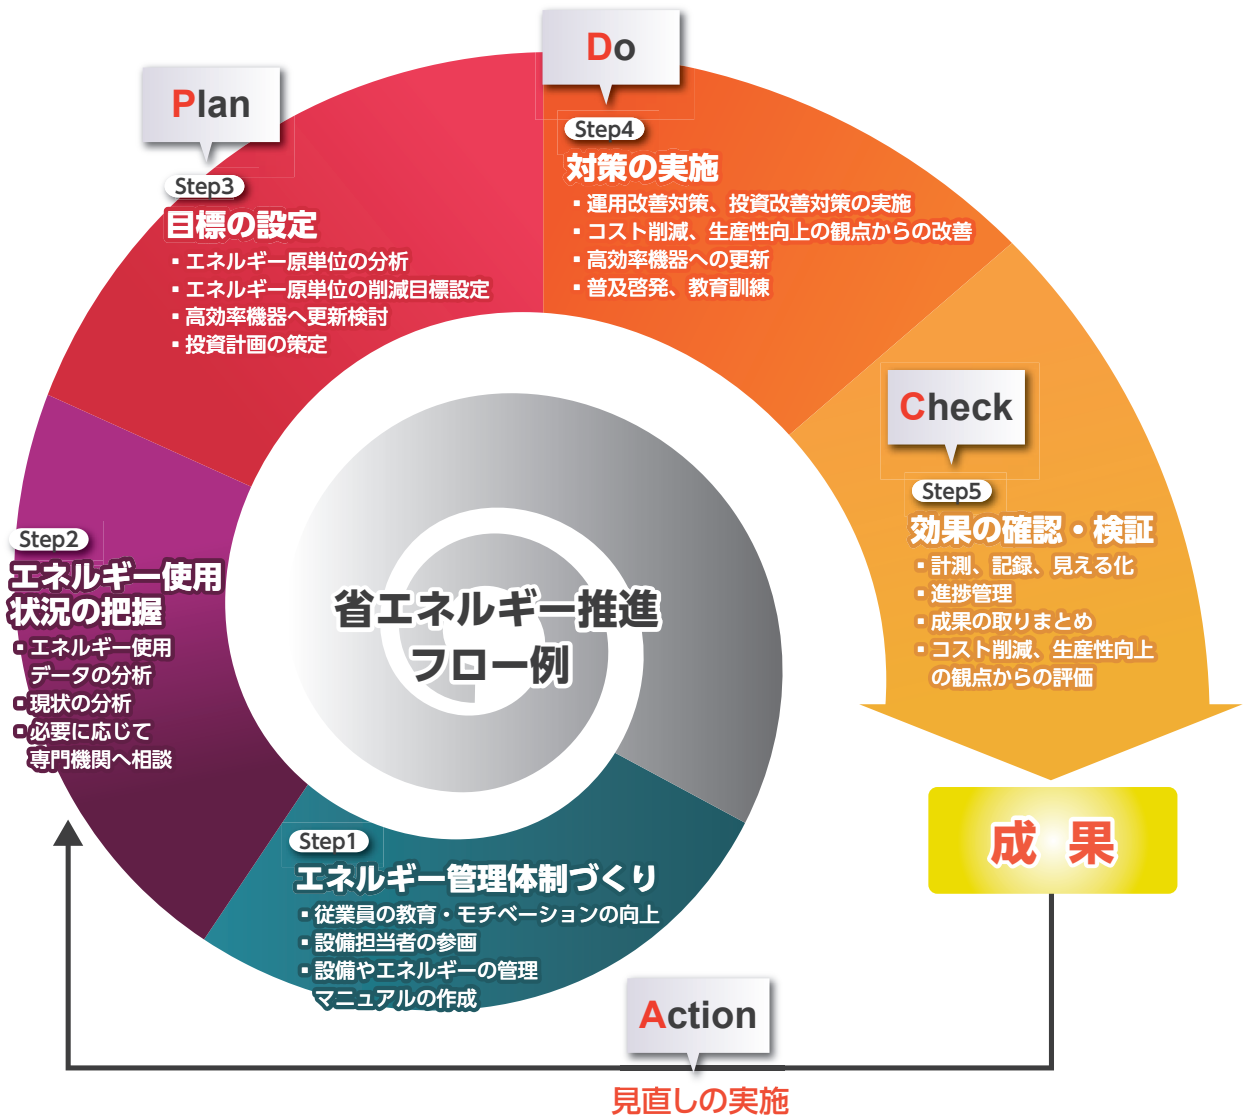 省エネルギー推進
フロー例
Step1
エネルギー管理体制づくり
▪従業員の教育・モチベーションの向上
▪設備担当者の参画
▪設備やエネルギーの管理
マニュアルの作成
Step2
エネルギー使用
状況の把握
▪エネルギー使用
データの分析
▪現状の分析
▪必要に応じて
専門機関へ相談
Plan
Step3
目標の設定
▪エネルギー原単位の分析
▪エネルギー原単位の削減目標設定
▪高効率機器へ更新検討
▪投資計画の策定
Do
Step4
対策の実施
▪運用改善対策、投資改善対策の実施
▪コスト削減、生産性向上の観点からの改善
▪高効率機器への更新
▪普及啓発、教育訓練
Check
Step5
効果の確認・検証
▪計測、記録、見える化
▪進捗管理
▪成果の取りまとめ
▪コスト削減、生産性向上
の観点からの評価
成 果
Action
見直しの実施